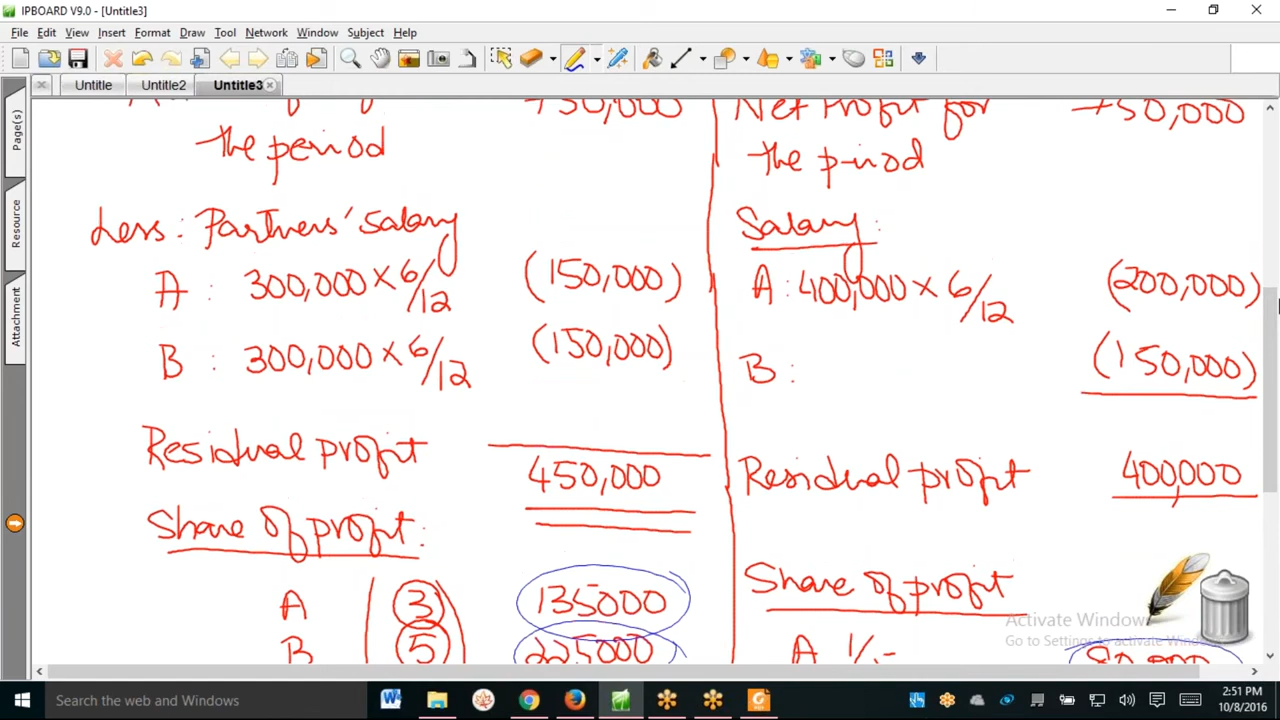 IPBOARD V9.0 - [Untitle3]
File Edit View Insert Format Draw Tool Network Window Subject Help
Untitle Untitle2 Untitle3
Page(s)
Resource
Attachment
the period
Less: Partners' salary
A : 300,000 × 6/12 (150,000)
B : 300,000 × 6/12 (150,000)
Residual profit 450,000
Share of profit:
A 3 135000
B 5 225000
Net Profit for 750,000
the period
Salary:
A: 400,000 × 6/12 (200,000)
B: (150,000)
Residual profit 400,000
Share of profit
A
Activate Windows
Go to Settings to activate Windows.
Search the web and Windows
2:51 PM
10/8/2016